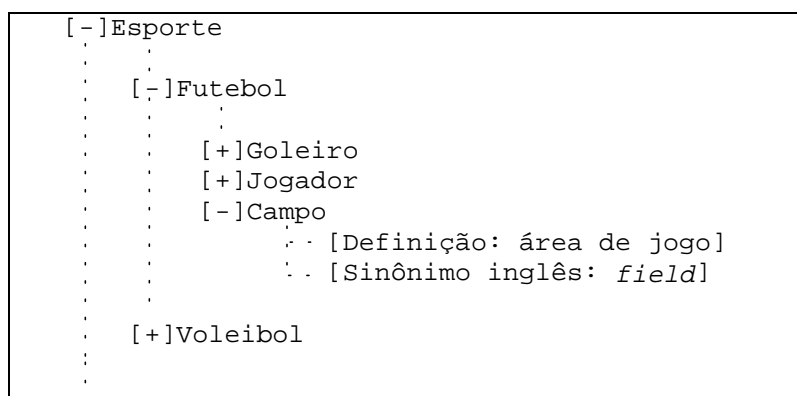 [-]Esporte
[-]Futebol
[+]Goleiro
[+]Jogador
[-]Campo
[Definição: área de jogo]
[Sinônimo inglês: field]
[+]Voleibol